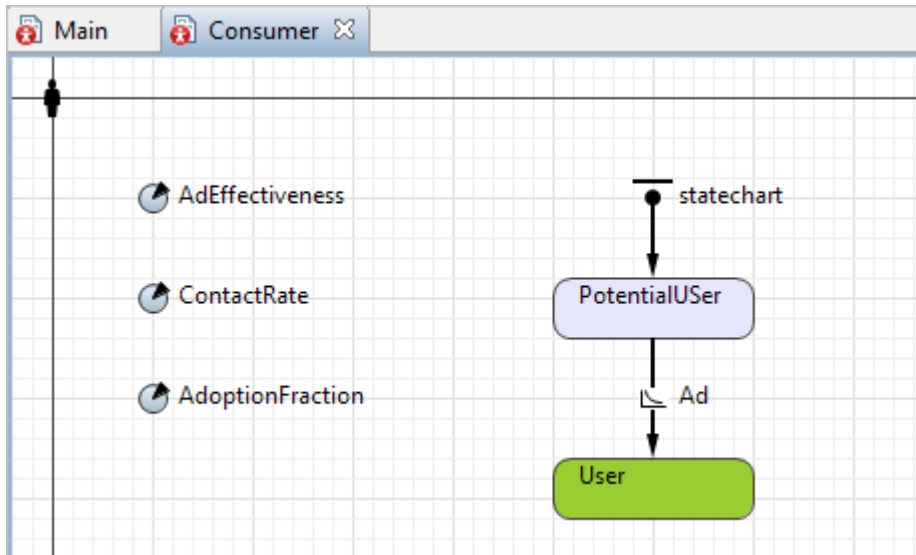 Main
Consumer
AdEffectiveness
statechart
ContactRate
PotentialUSer
AdoptionFraction
Ad
User